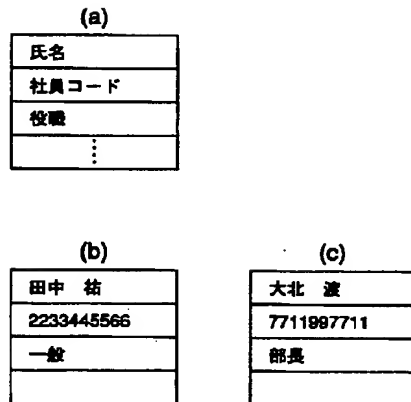 (a)
氏名
社員コード
役職
⋮
(b)
田中 祐
2233445566
一般
(c)
大北 渡
7711997711
部長